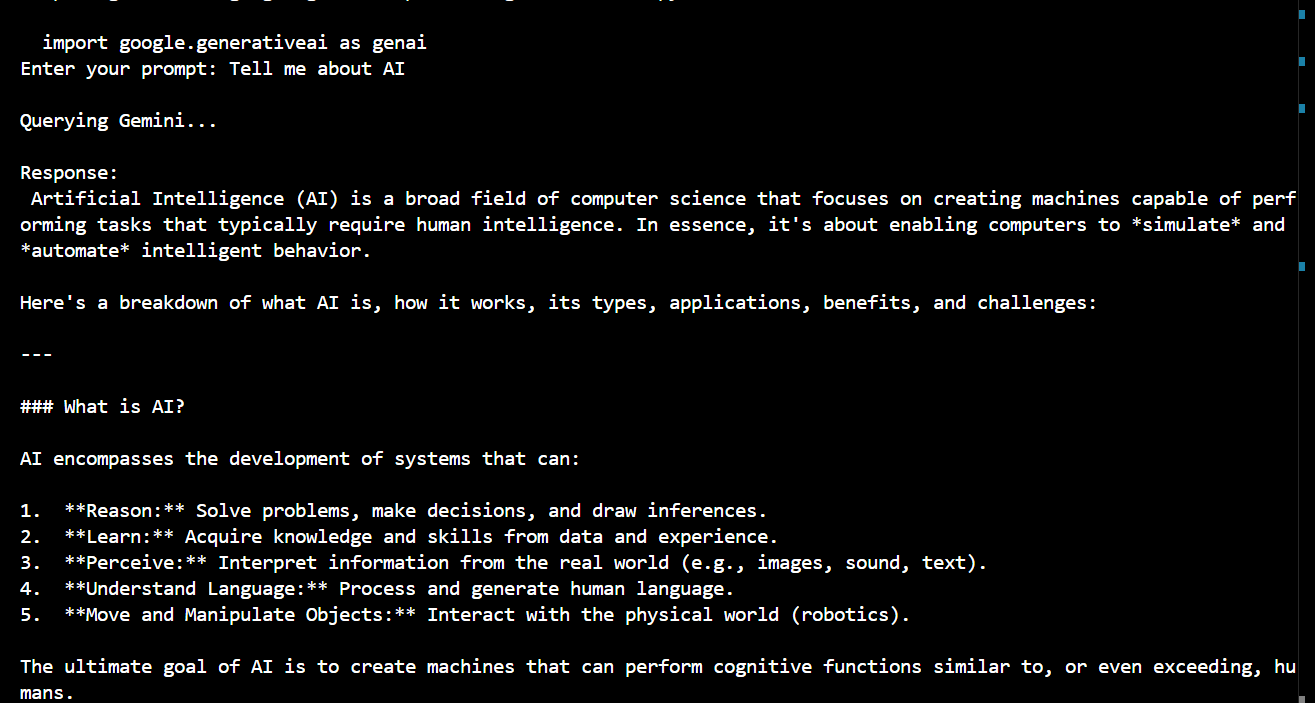 import google.generativeai as genai
Enter your prompt: Tell me about AI
Querying Gemini...
Response:
Artificial Intelligence (AI) is a broad field of computer science that focuses on creating machines capable of perf
orming tasks that typically require human intelligence. In essence, it's about enabling computers to *simulate* and
*automate* intelligent behavior.
Here's a breakdown of what AI is, how it works, its types, applications, benefits, and challenges:
---
### What is AI?
AI encompasses the development of systems that can:
1.  **Reason:** Solve problems, make decisions, and draw inferences.
2.  **Learn:** Acquire knowledge and skills from data and experience.
3.  **Perceive:** Interpret information from the real world (e.g., images, sound, text).
4.  **Understand Language:** Process and generate human language.
5.  **Move and Manipulate Objects:** Interact with the physical world (robotics).
The ultimate goal of AI is to create machines that can perform cognitive functions similar to, or even exceeding, hu
mans.